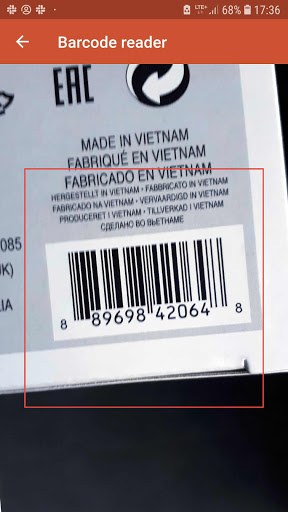 68% 17:36
Barcode reader
EAC
MADE IN VIETNAM
FABRIQUÉ EN VIETNAM
FABRICADO EN VIETNAM
HERGESTELLT IN VIETNAM • FABBRICATO IN VIETNAM
FABRICADO NA VIETNAM • VERVAARDIGD IN VIETNAM
PRODUCERET I VIETNAM • TILLVERKAD I VIETNAM
СДЕЛАНО ВО ВЬЕТНАМЕ
085
UK)
LIA
8 89698 42064 8